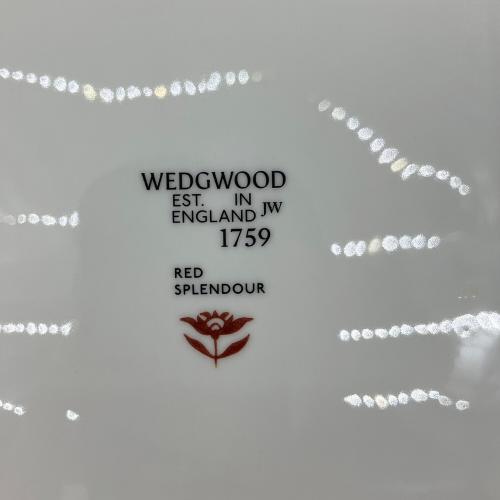 WEDGWOOD
EST. IN
ENGLAND JW
1759
RED
SPLENDOUR